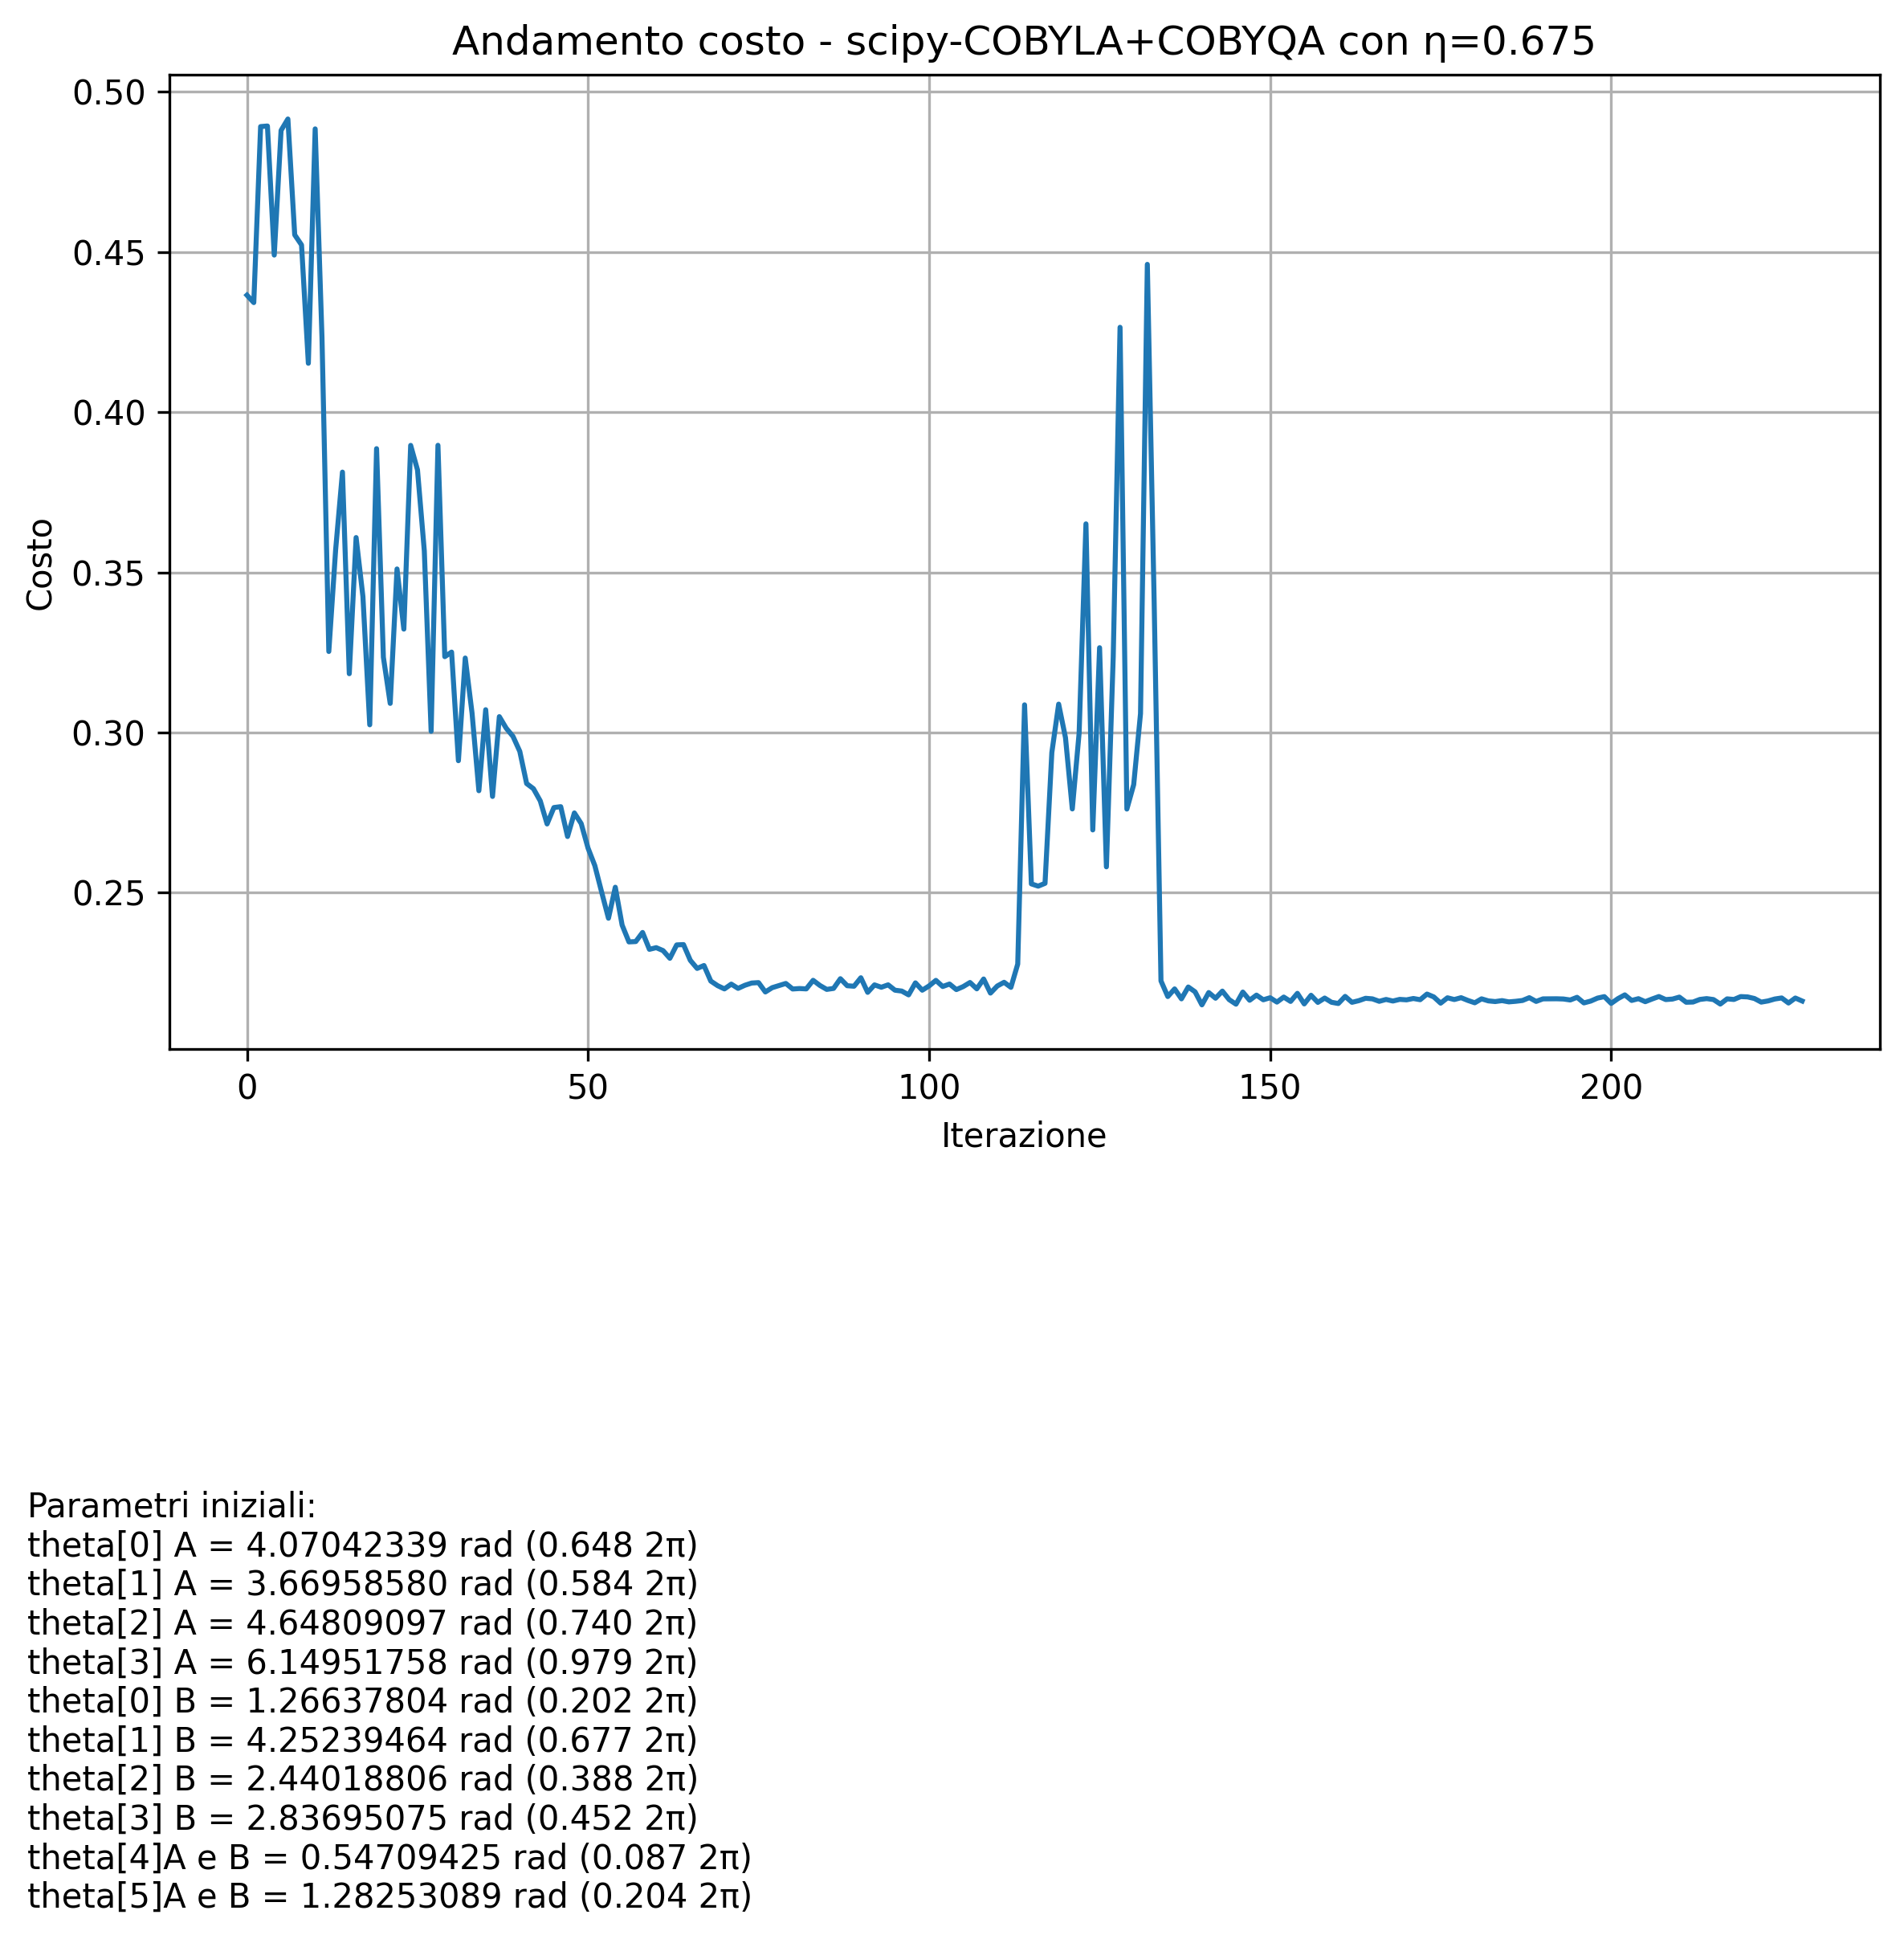 Andamento costo - scipy-COBYLA+COBYQA con η=0.675
0.50
0.45
0.40
0.35
0.30
0.25
Costo
0
50
100
150
200
Iterazione
Parametri iniziali:
theta[0] A = 4.07042339 rad (0.648 2π)
theta[1] A = 3.66958580 rad (0.584 2π)
theta[2] A = 4.64809097 rad (0.740 2π)
theta[3] A = 6.14951758 rad (0.979 2π)
theta[0] B = 1.26637804 rad (0.202 2π)
theta[1] B = 4.25239464 rad (0.677 2π)
theta[2] B = 2.44018806 rad (0.388 2π)
theta[3] B = 2.83695075 rad (0.452 2π)
theta[4]A e B = 0.54709425 rad (0.087 2π)
theta[5]A e B = 1.28253089 rad (0.204 2π)